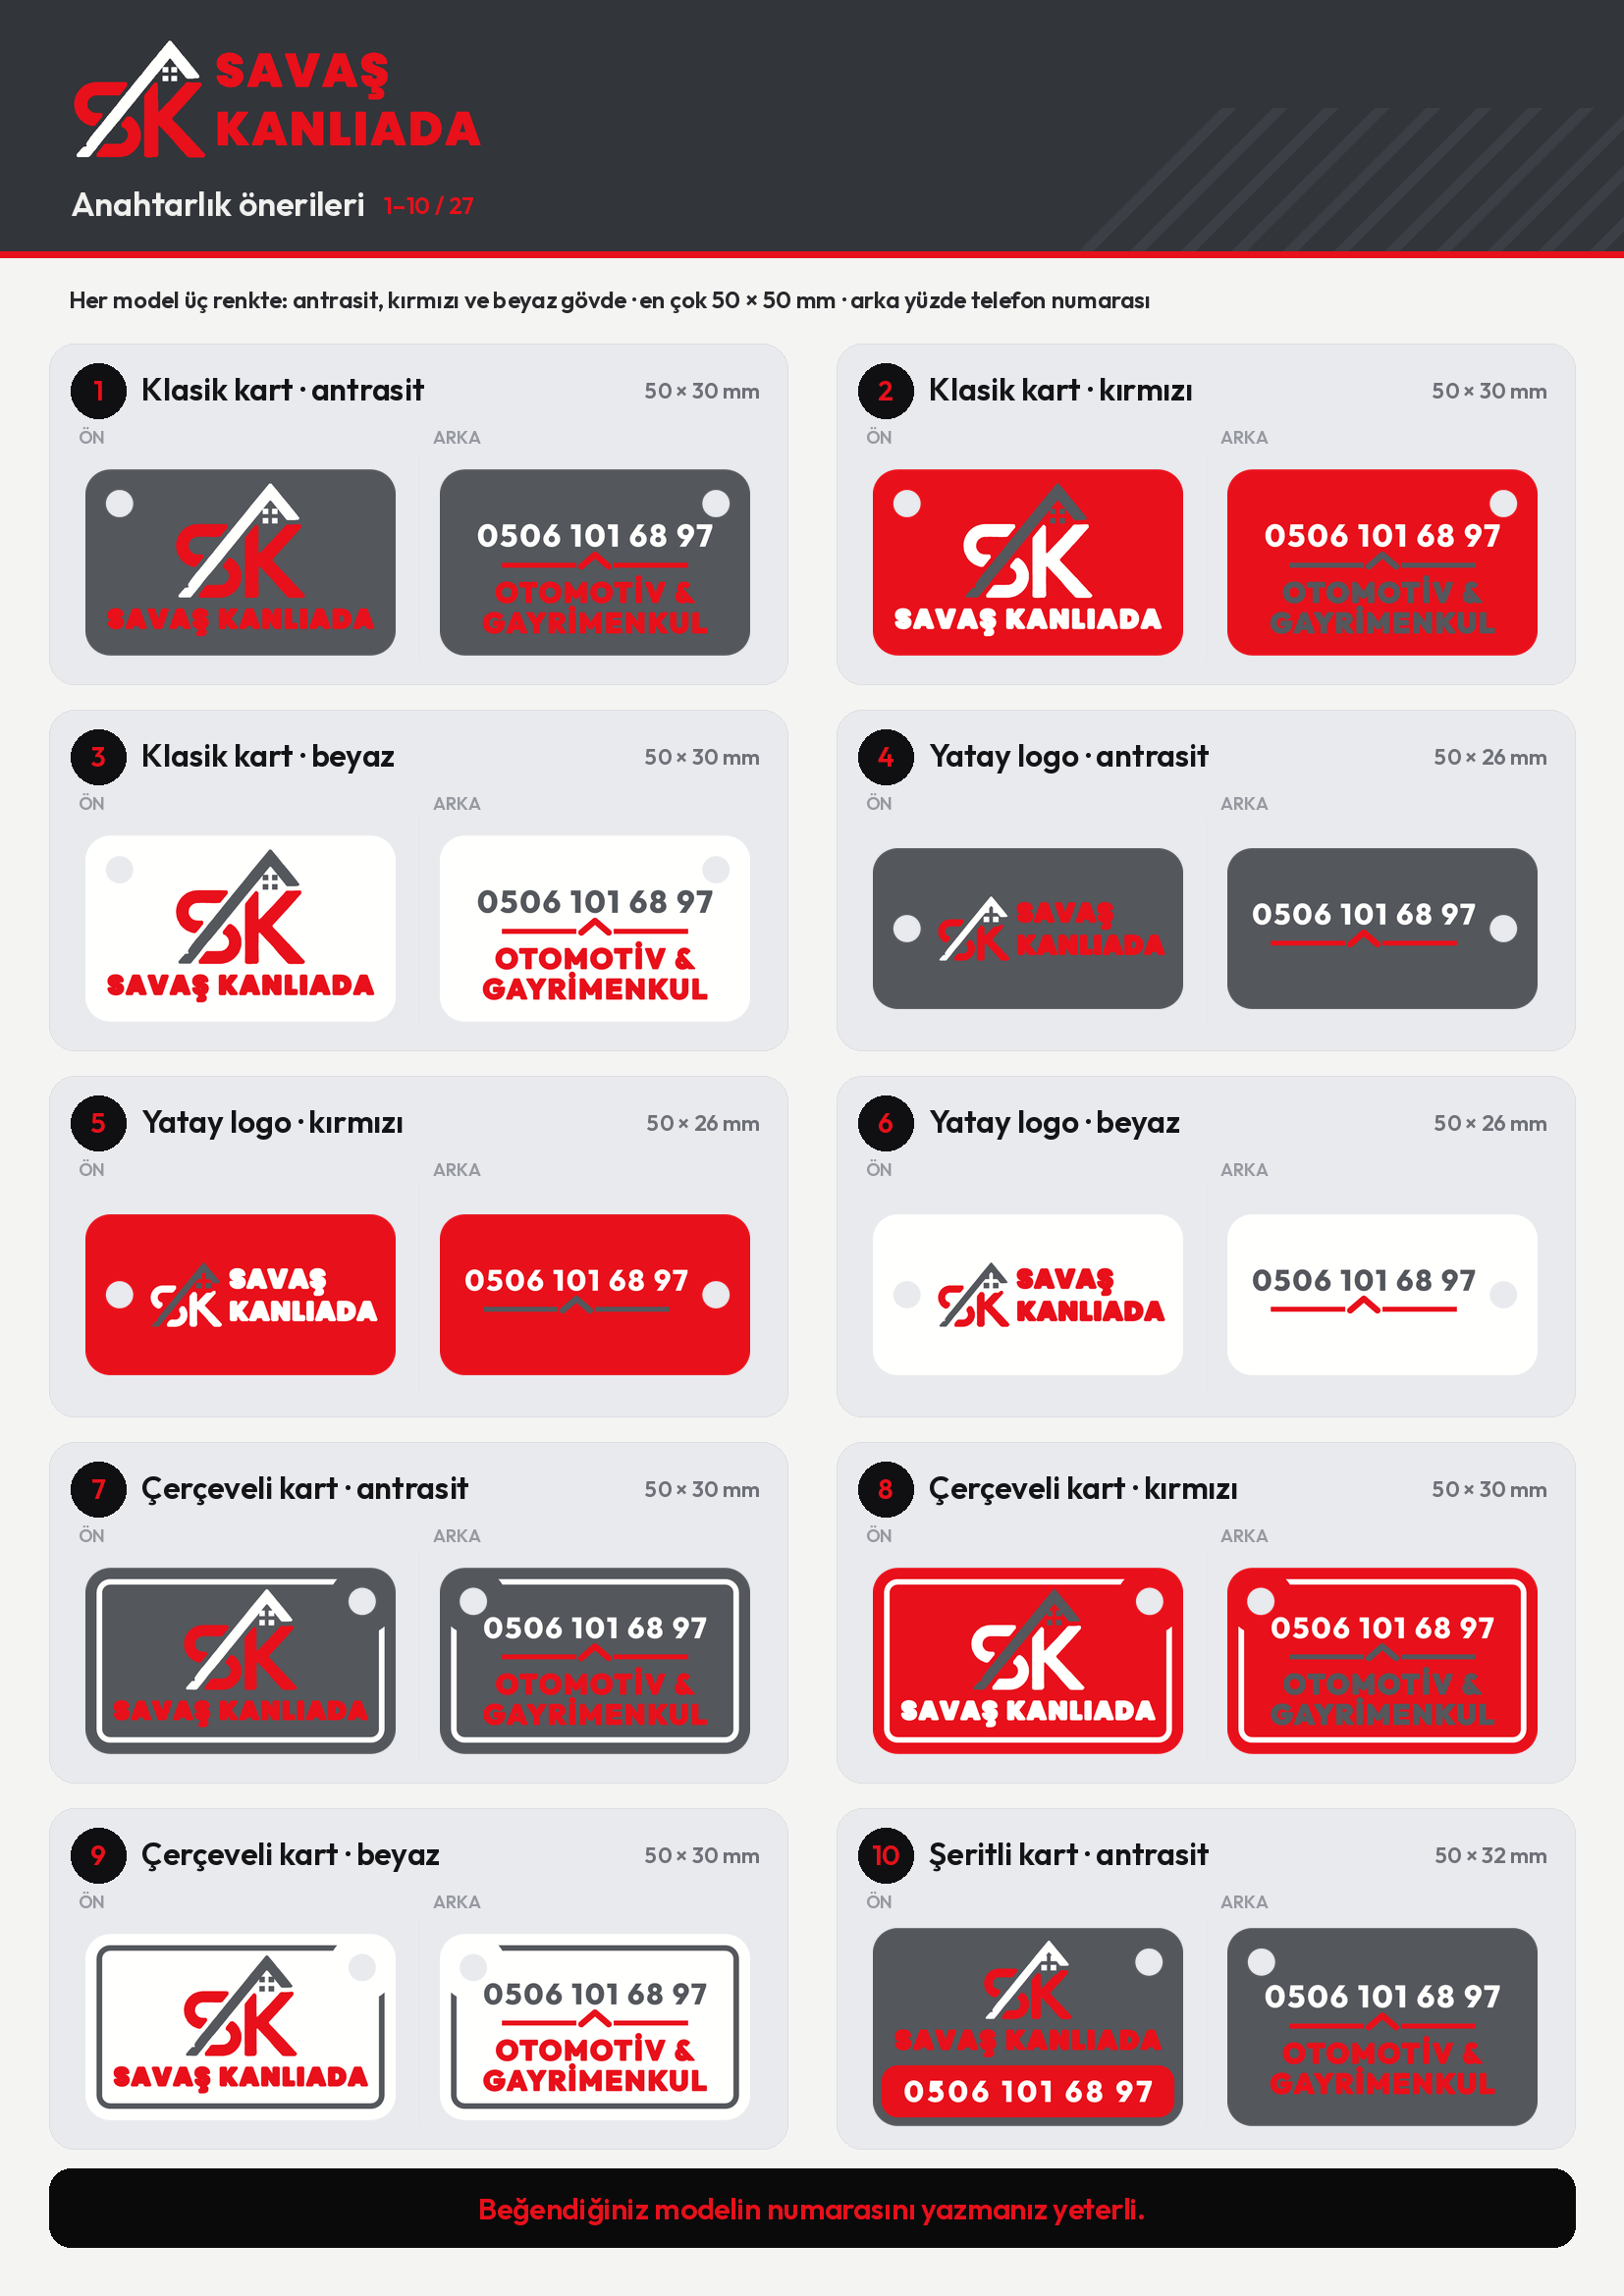 SK SAVAŞ
KANLIADA
Anahtarlık önerileri 1-10 / 27
Her model üç renkte: antrasit, kırmızı ve beyaz gövde · en çok 50 × 50 mm · arka yüzde telefon numarası
1 Klasik kart · antrasit 50 × 30 mm
ÖN ARKA
SK
SAVAŞ KANLIADA
0506 101 68 97
OTOMOTİV &
GAYRİMENKUL
2 Klasik kart · kırmızı 50 × 30 mm
ÖN ARKA
SK
SAVAŞ KANLIADA
0506 101 68 97
OTOMOTİV &
GAYRİMENKUL
3 Klasik kart · beyaz 50 × 30 mm
ÖN ARKA
SK
SAVAŞ KANLIADA
0506 101 68 97
OTOMOTİV &
GAYRİMENKUL
4 Yatay logo · antrasit 50 × 26 mm
ÖN ARKA
SK SAVAŞ
KANLIADA
0506 101 68 97
5 Yatay logo · kırmızı 50 × 26 mm
ÖN ARKA
SK SAVAŞ
KANLIADA
0506 101 68 97
6 Yatay logo · beyaz 50 × 26 mm
ÖN ARKA
SK SAVAŞ
KANLIADA
0506 101 68 97
7 Çerçeveli kart · antrasit 50 × 30 mm
ÖN ARKA
SK
SAVAŞ KANLIADA
0506 101 68 97
OTOMOTİV &
GAYRİMENKUL
8 Çerçeveli kart · kırmızı 50 × 30 mm
ÖN ARKA
SK
SAVAŞ KANLIADA
0506 101 68 97
OTOMOTİV &
GAYRİMENKUL
9 Çerçeveli kart · beyaz 50 × 30 mm
ÖN ARKA
SK
SAVAŞ KANLIADA
0506 101 68 97
OTOMOTİV &
GAYRİMENKUL
10 Şeritli kart · antrasit 50 × 32 mm
ÖN ARKA
SK
SAVAŞ KANLIADA
0506 101 68 97
0506 101 68 97
OTOMOTİV &
GAYRİMENKUL
Beğendiğiniz modelin numarasını yazmanız yeterli.